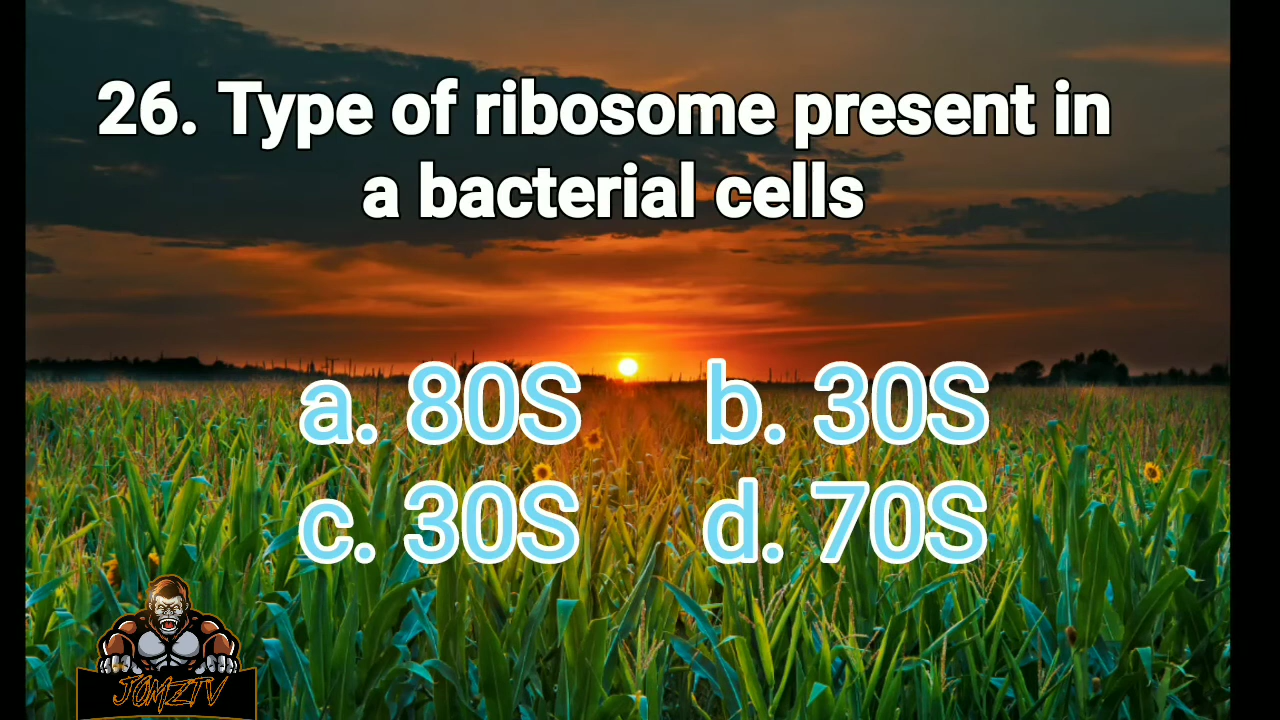 26. Type of ribosome present in
a bacterial cells
a. 80S b. 30S
c. 30S d. 70S
JOMZTV